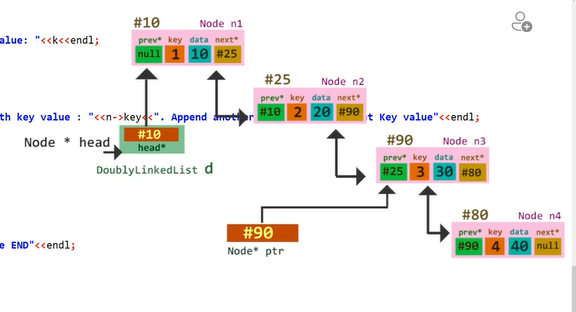 #10 Node n1
prev* key data next*
null 1 10 #25
alue: "<<k<<endl;
#25 Node n2
prev* key data next*
#10 2 20 #90
th key value : "<<n->key<<". Append anothe t Key value"<<endl;
#10
head*
Node * head
DoublyLinkedList d
#90 Node n3
prev* key data next*
#25 3 30 #80
#80 Node n4
prev* key data next*
#90 4 40 null
#90
Node* ptr
e END"<<endl;